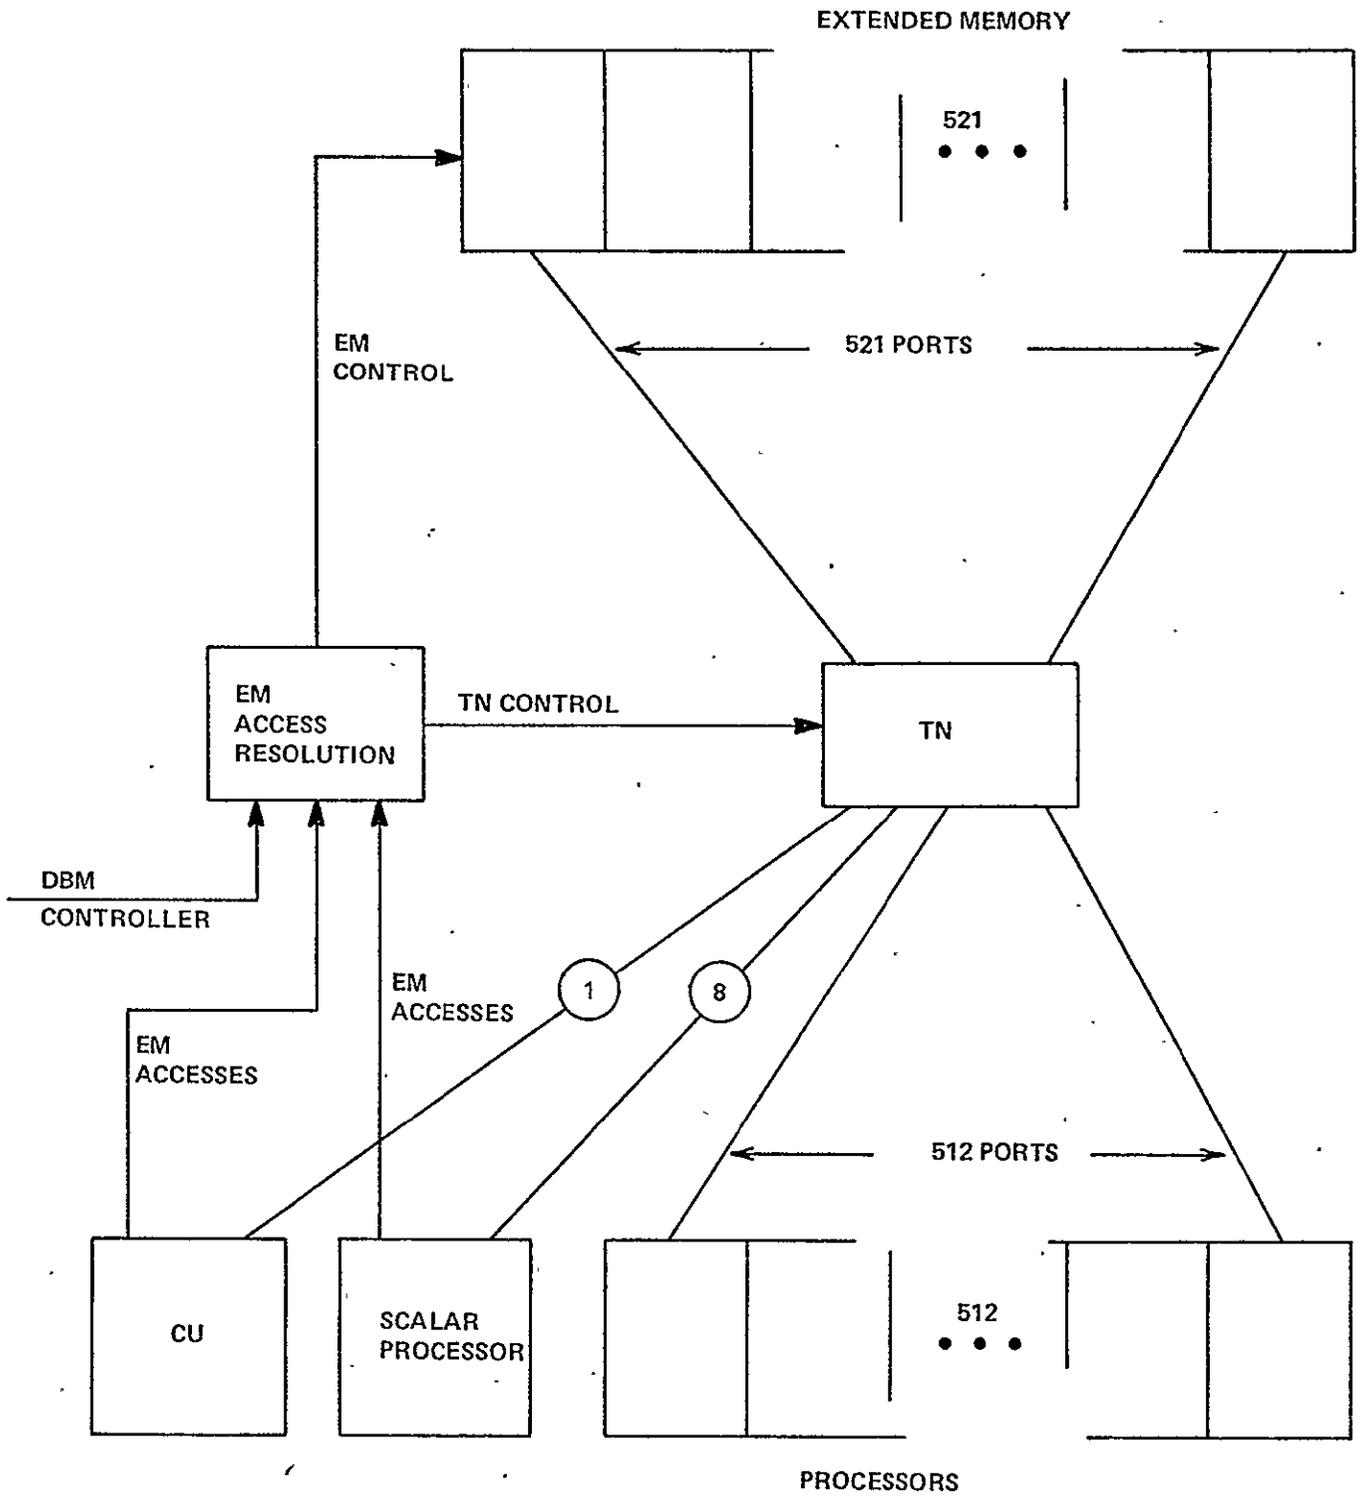 EXTENDED MEMORY
521
521 PORTS
EM
CONTROL
EM
ACCESS
RESOLUTION
TN CONTROL
TN
DBM
CONTROLLER
1
8
EM
ACCESSES
EM
ACCESSES
512 PORTS
CU
SCALAR
PROCESSOR
512
PROCESSORS